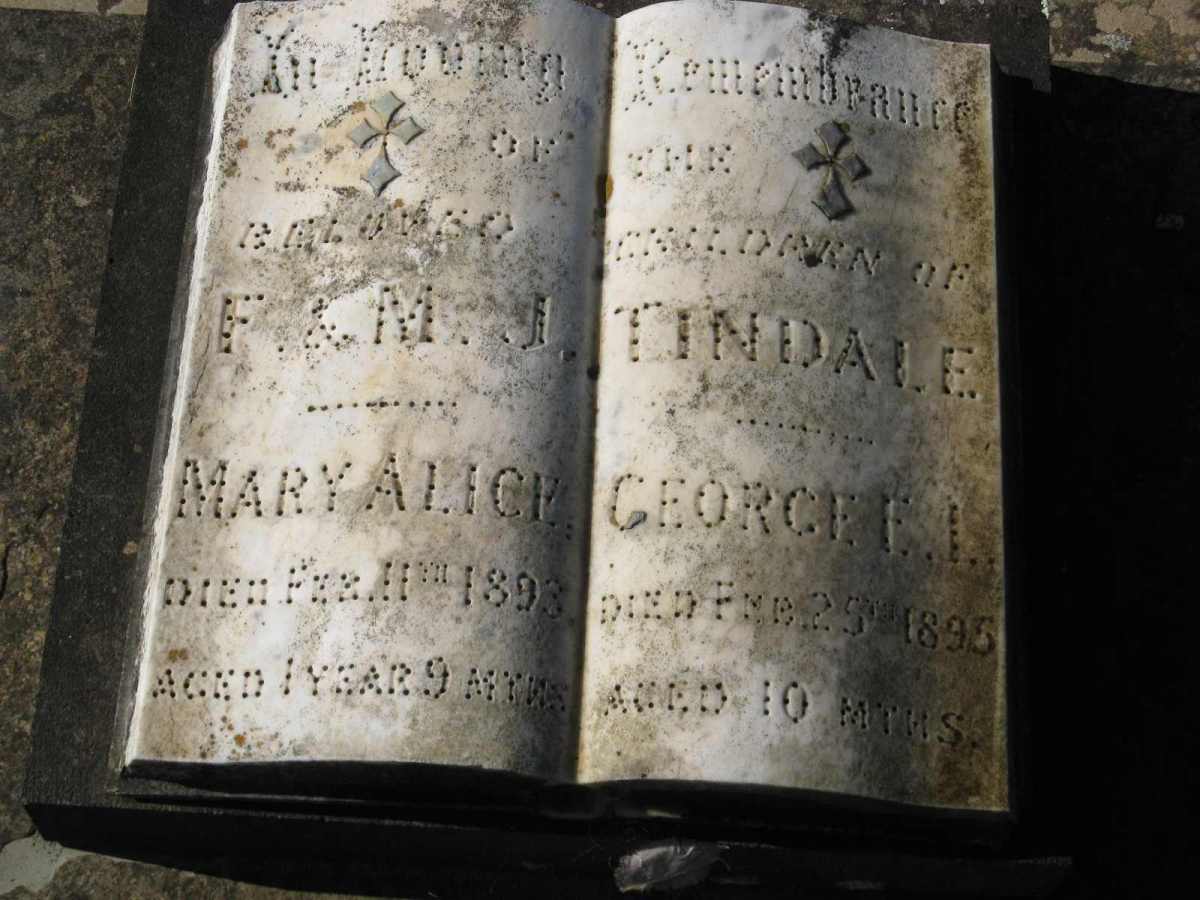 In Loving Remembrance
OF THE
BELOVED CHILDREN OF
F. & M. J. TINDALE
MARY ALICE.
DIED FEB. 11TH 1893.
AGED 1 YEAR 9 MTHS
GEORGE E. L.
DIED FEB. 25TH 1895
AGED 10 MTHS.